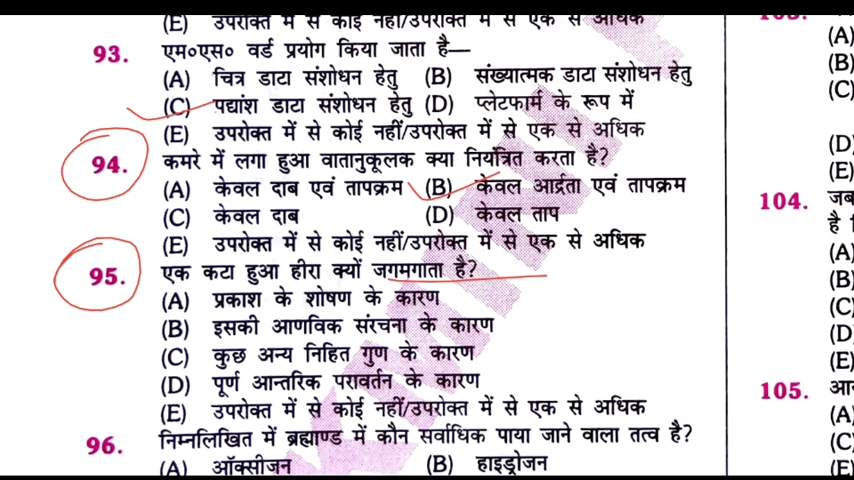 (E) उपरोक्त में से कोई नहीं/उपरोक्त में से एक से अधिक
93. एम०एस० वर्ड प्रयोग किया जाता है—
(A) चित्र डाटा संशोधन हेतु (B) संख्यात्मक डाटा संशोधन हेतु
(C) पद्यांश डाटा संशोधन हेतु (D) प्लेटफार्म के रूप में
(E) उपरोक्त में से कोई नहीं/उपरोक्त में से एक से अधिक
94. कमरे में लगा हुआ वातानुकूलक क्या नियंत्रित करता है?
(A) केवल दाब एवं तापक्रम (B) केवल आर्द्रता एवं तापक्रम
(C) केवल दाब (D) केवल ताप
(E) उपरोक्त में से कोई नहीं/उपरोक्त में से एक से अधिक
95. एक कटा हुआ हीरा क्यों जगमगाता है?
(A) प्रकाश के शोषण के कारण
(B) इसकी आणविक संरचना के कारण
(C) कुछ अन्य निहित गुण के कारण
(D) पूर्ण आन्तरिक परावर्तन के कारण
(E) उपरोक्त में से कोई नहीं/उपरोक्त में से एक से अधिक
96. निम्नलिखित में ब्रह्माण्ड में कौन सर्वाधिक पाया जाने वाला तत्व है?
(A) ऑक्सीजन (B) हाइड्रोजन
(A)
(B)
(C)
(D)
(E)
104. जब
है
(A)
(B)
(C)
(D)
(E)
105.
(A)
(C)
(E)